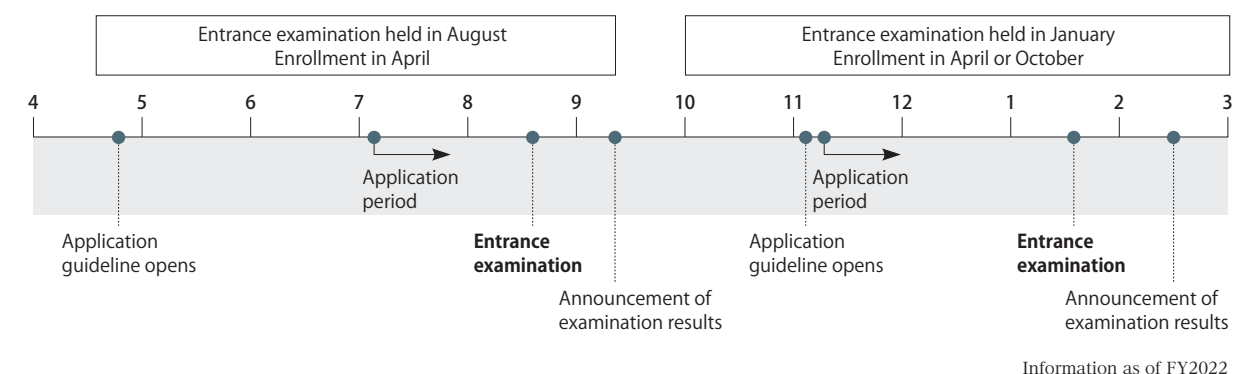 Entrance examination held in August
Enrollment in April
Entrance examination held in January
Enrollment in April or October
4 5 6 7 8 9 10 11 12 1 2 3
Application
period
Application
period
Application
guideline opens
Entrance
examination
Application
guideline opens
Entrance
examination
Announcement of
examination results
Announcement of
examination results
Information as of FY2022